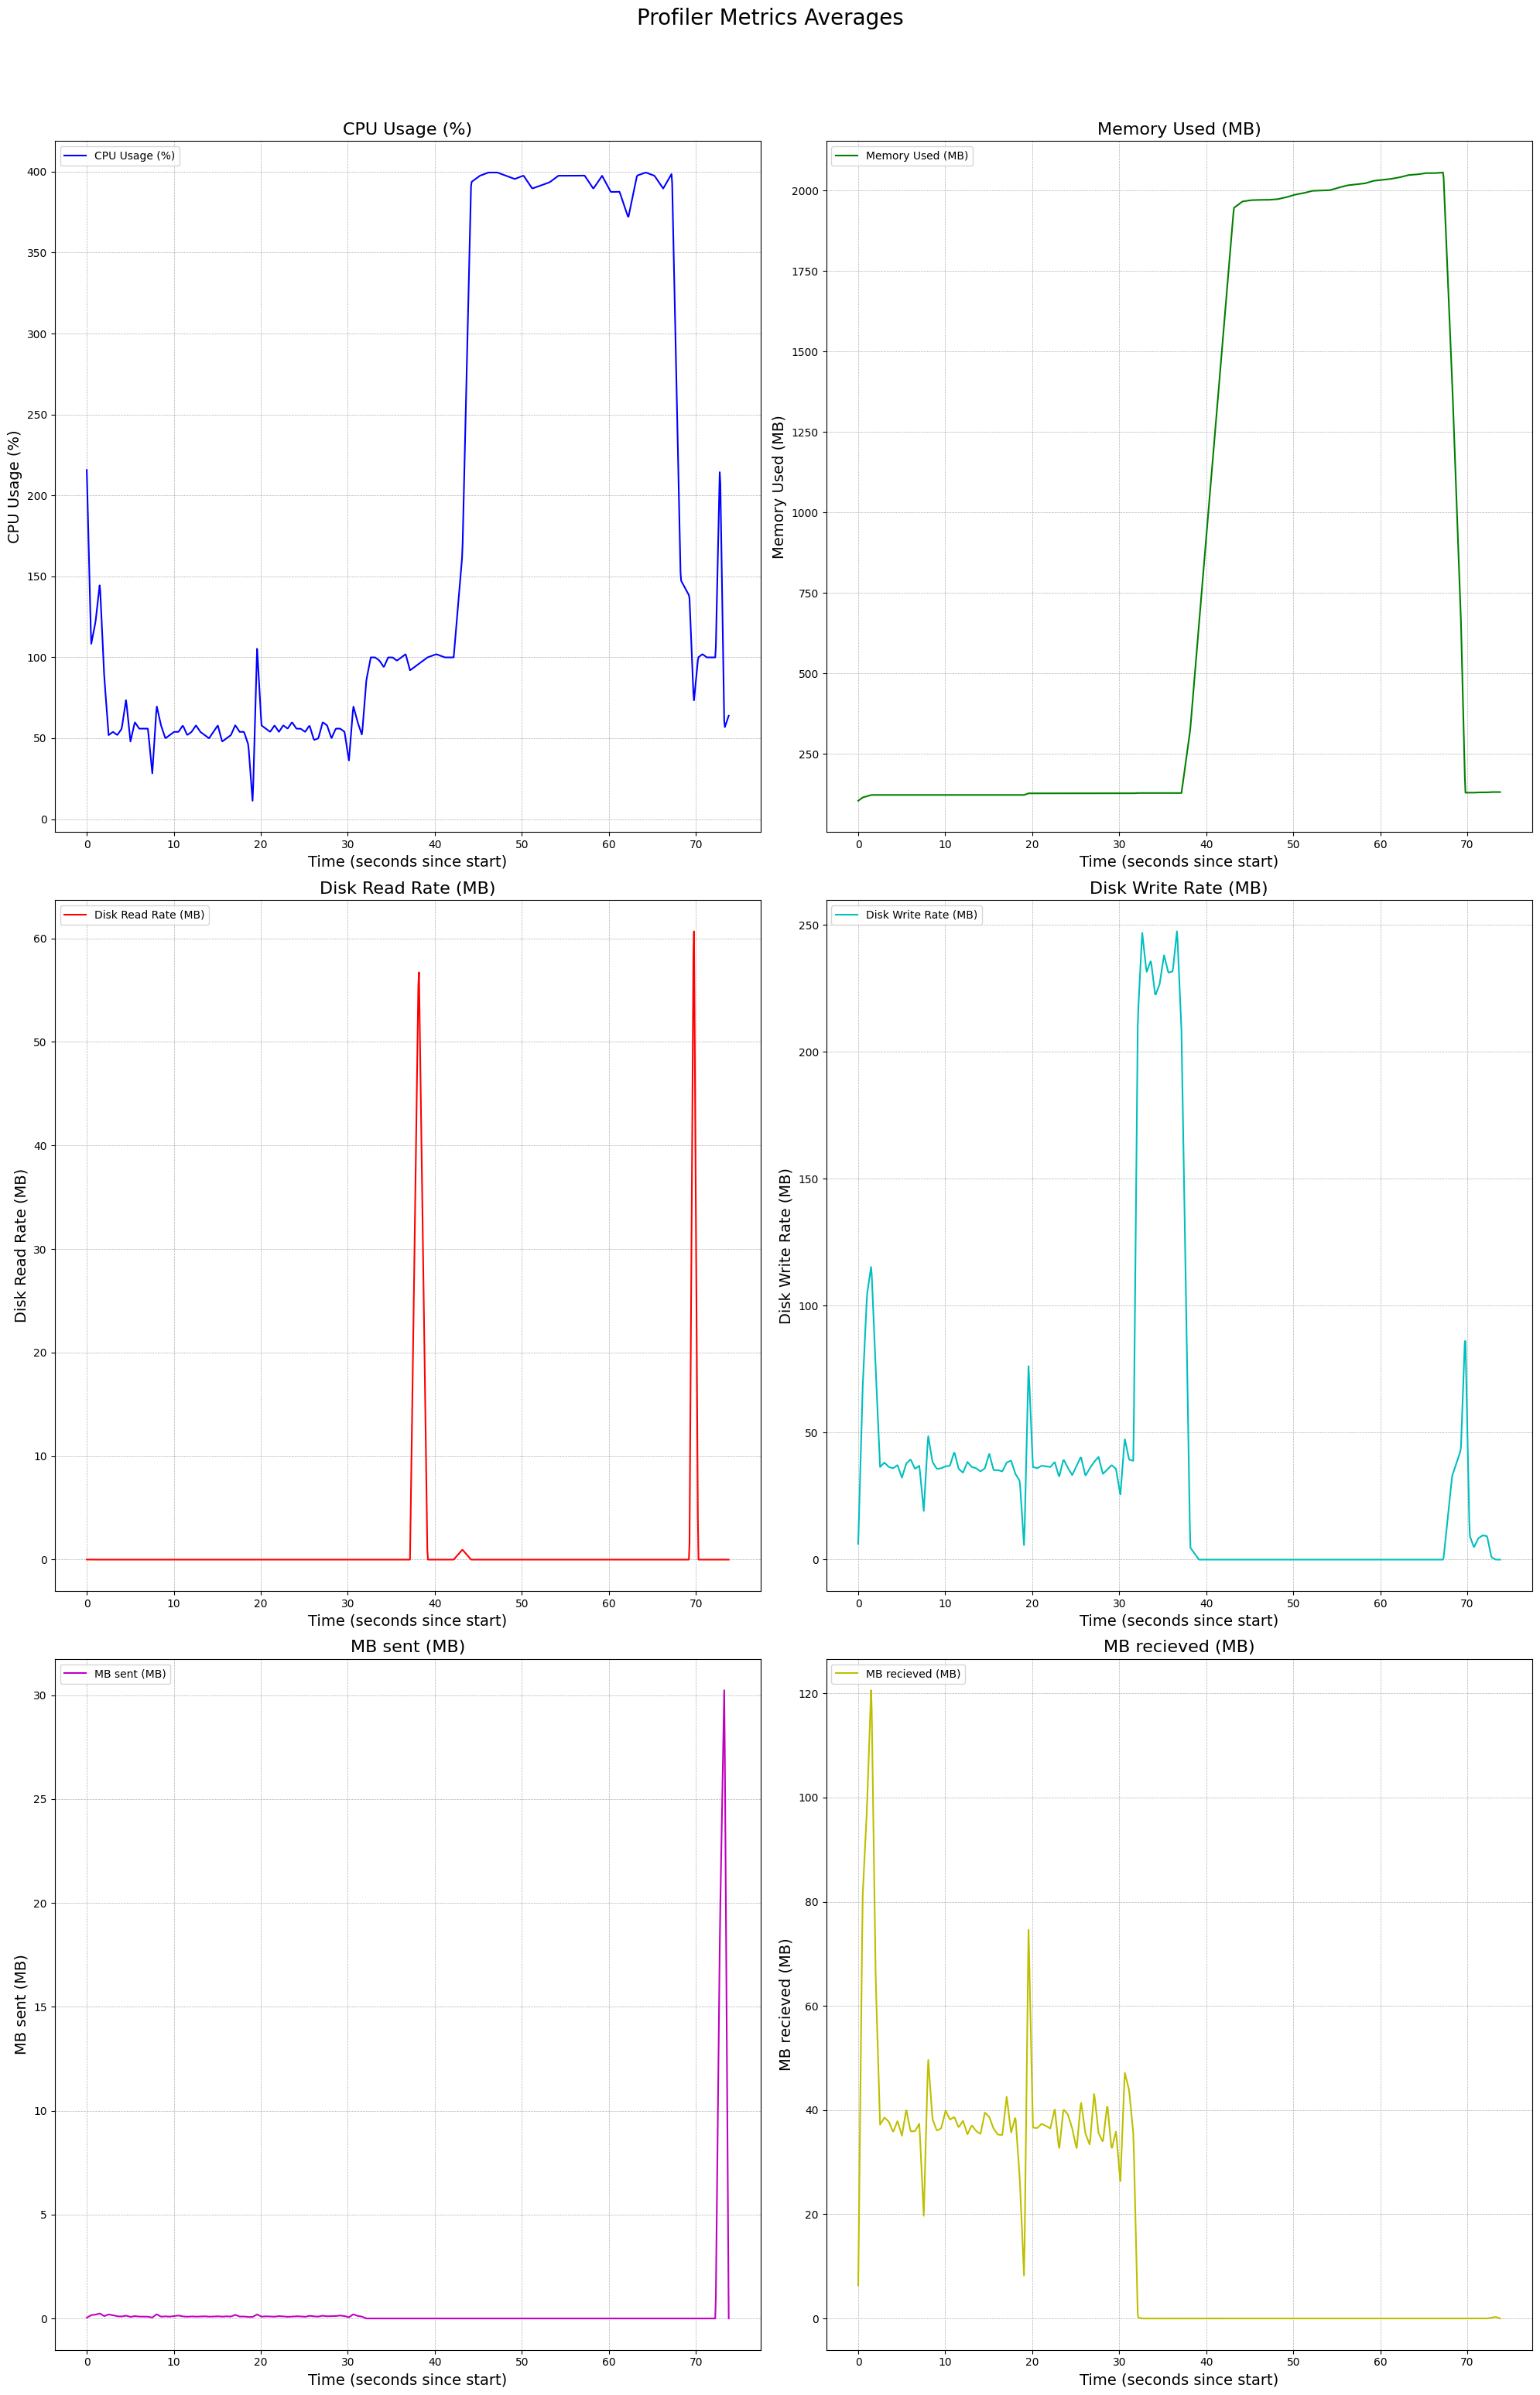 Profiler Metrics Averages
CPU Usage (%)
CPU Usage (%)
CPU Usage (%)
400
350
300
250
200
150
100
50
0
0 10 20 30 40 50 60 70
Time (seconds since start)
Memory Used (MB)
Memory Used (MB)
Memory Used (MB)
2000
1750
1500
1250
1000
750
500
250
0 10 20 30 40 50 60 70
Time (seconds since start)
Disk Read Rate (MB)
Disk Read Rate (MB)
Disk Read Rate (MB)
60
50
40
30
20
10
0
0 10 20 30 40 50 60 70
Time (seconds since start)
Disk Write Rate (MB)
Disk Write Rate (MB)
Disk Write Rate (MB)
250
200
150
100
50
0
0 10 20 30 40 50 60 70
Time (seconds since start)
MB sent (MB)
MB sent (MB)
MB sent (MB)
30
25
20
15
10
5
0
0 10 20 30 40 50 60 70
Time (seconds since start)
MB recieved (MB)
MB recieved (MB)
MB recieved (MB)
120
100
80
60
40
20
0
0 10 20 30 40 50 60 70
Time (seconds since start)